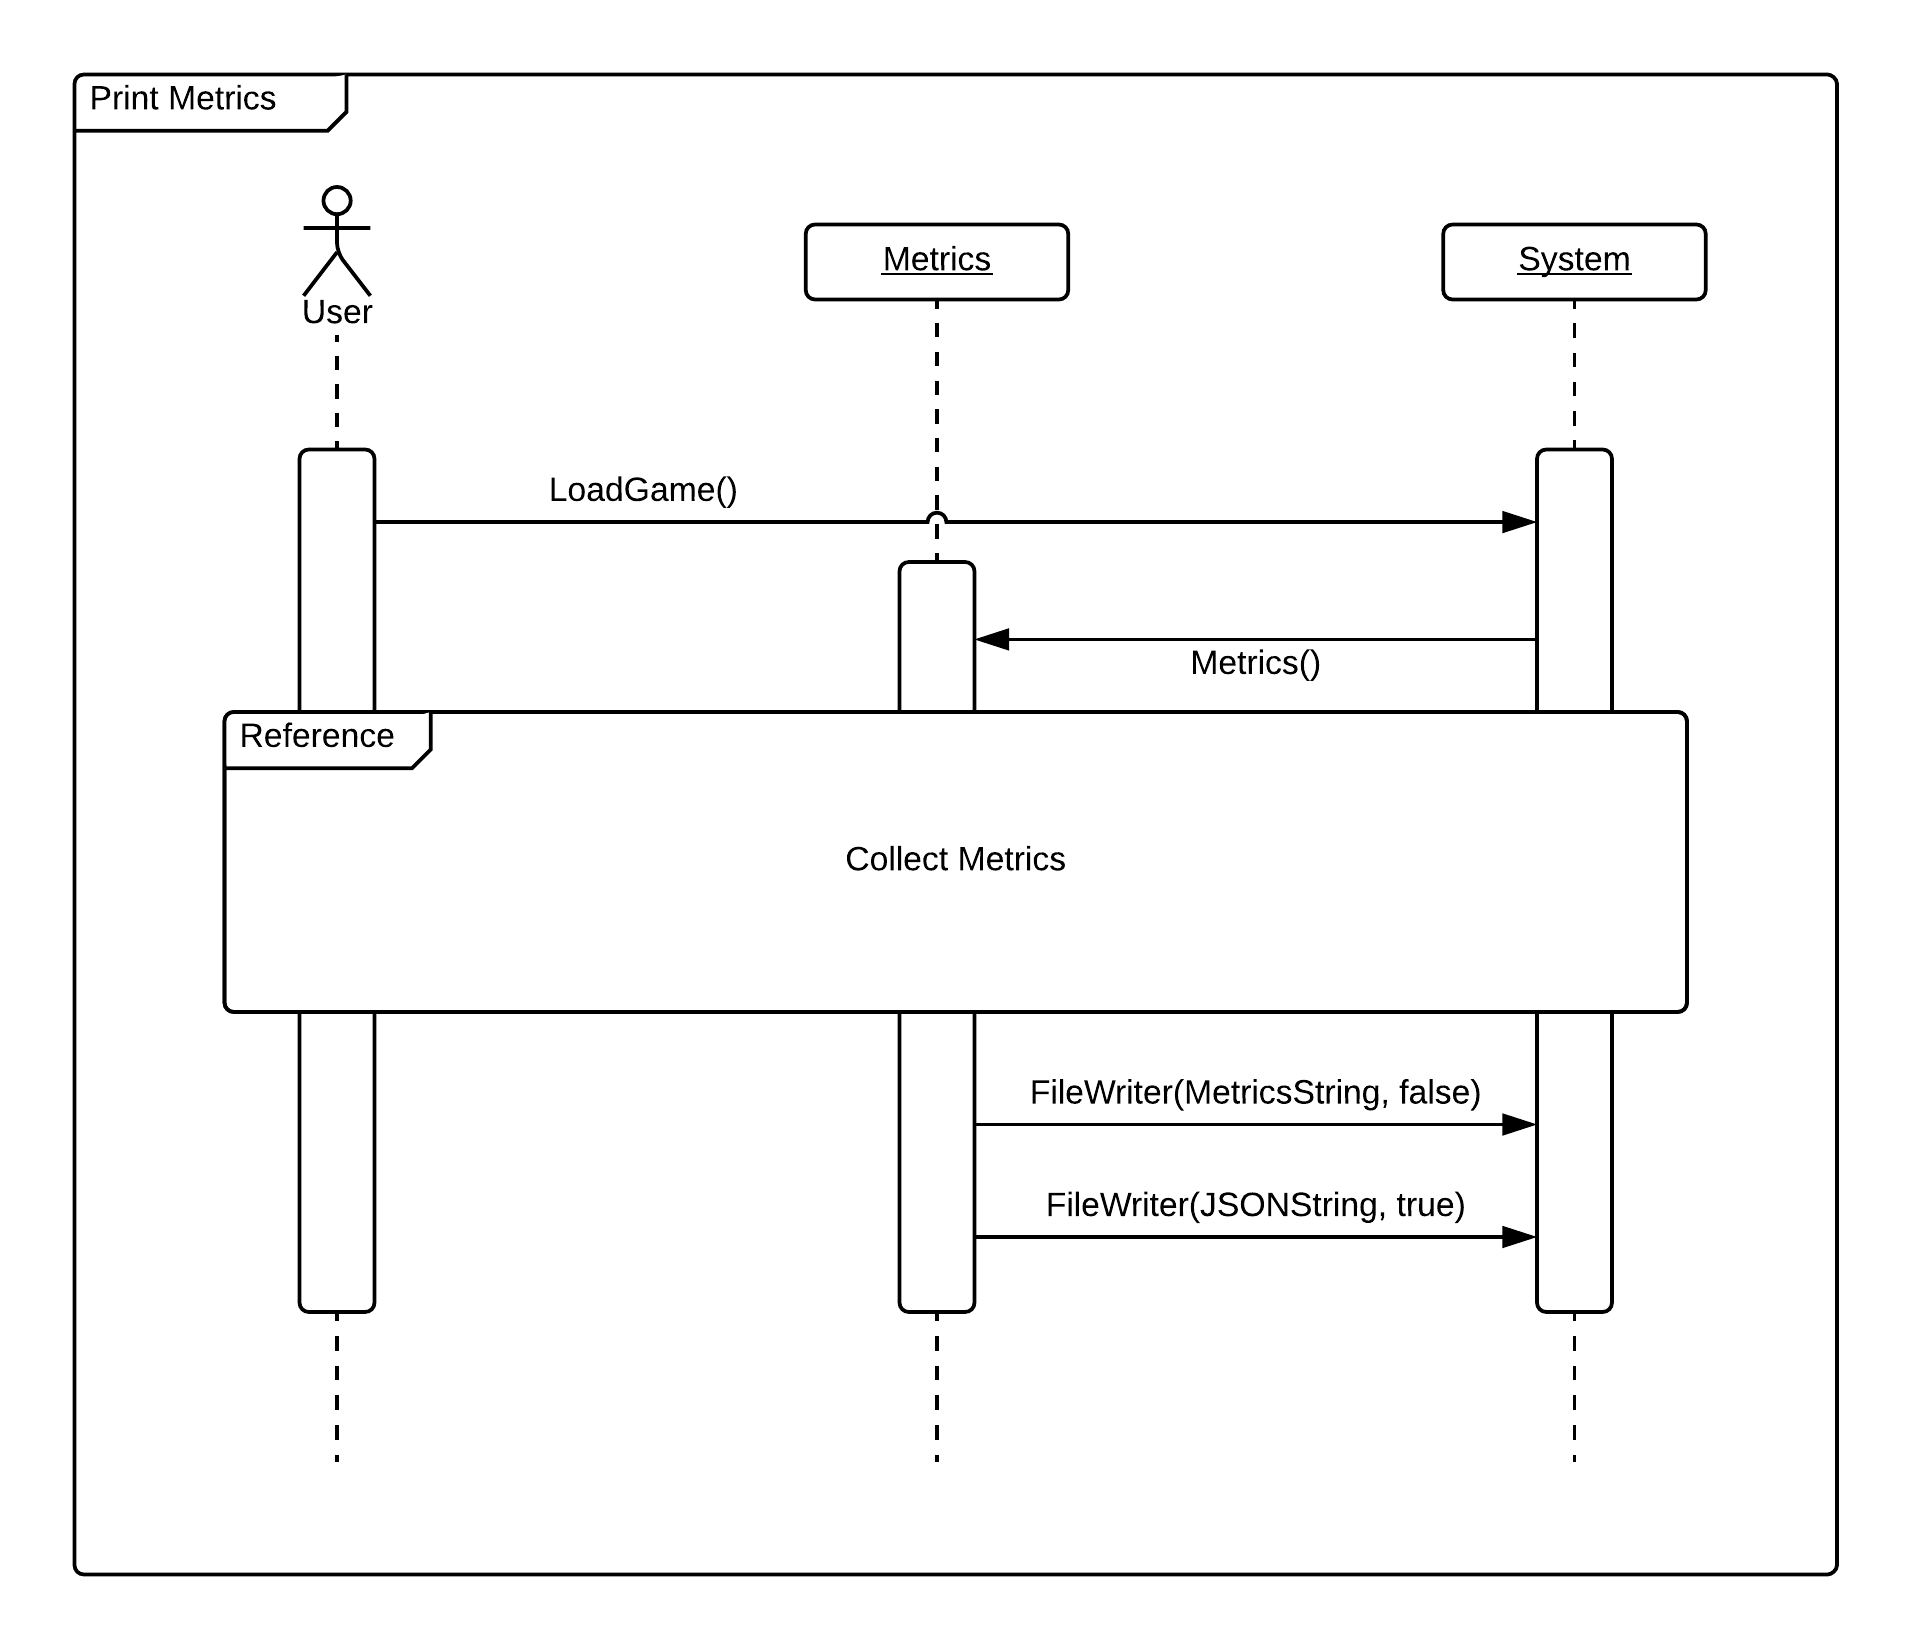 Print Metrics
User
Metrics
System
LoadGame()
Metrics()
Reference
Collect Metrics
FileWriter(MetricsString, false)
FileWriter(JSONString, true)